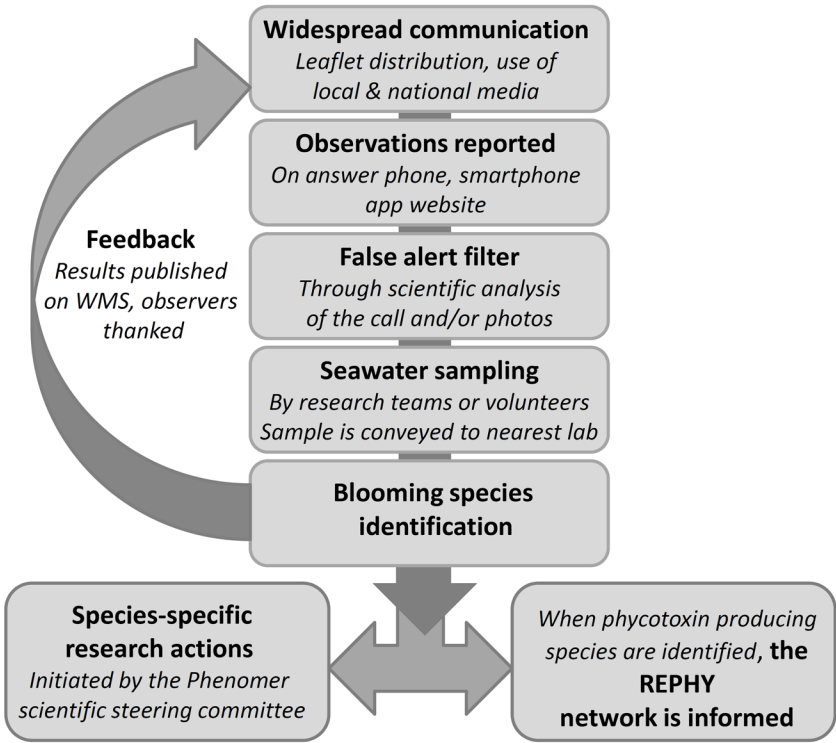 Widespread communication
Leaflet distribution, use of
local & national media
Observations reported
On answer phone, smartphone
app website
False alert filter
Through scientific analysis
of the call and/or photos
Feedback
Results published
on WMS, observers
thanked
Seawater sampling
By research teams or volunteers
Sample is conveyed to nearest lab
Blooming species
identification
Species-specific
research actions
Initiated by the Phenomer
scientific steering committee
When phycotoxin producing
species are identified, the
REPHY
network is informed